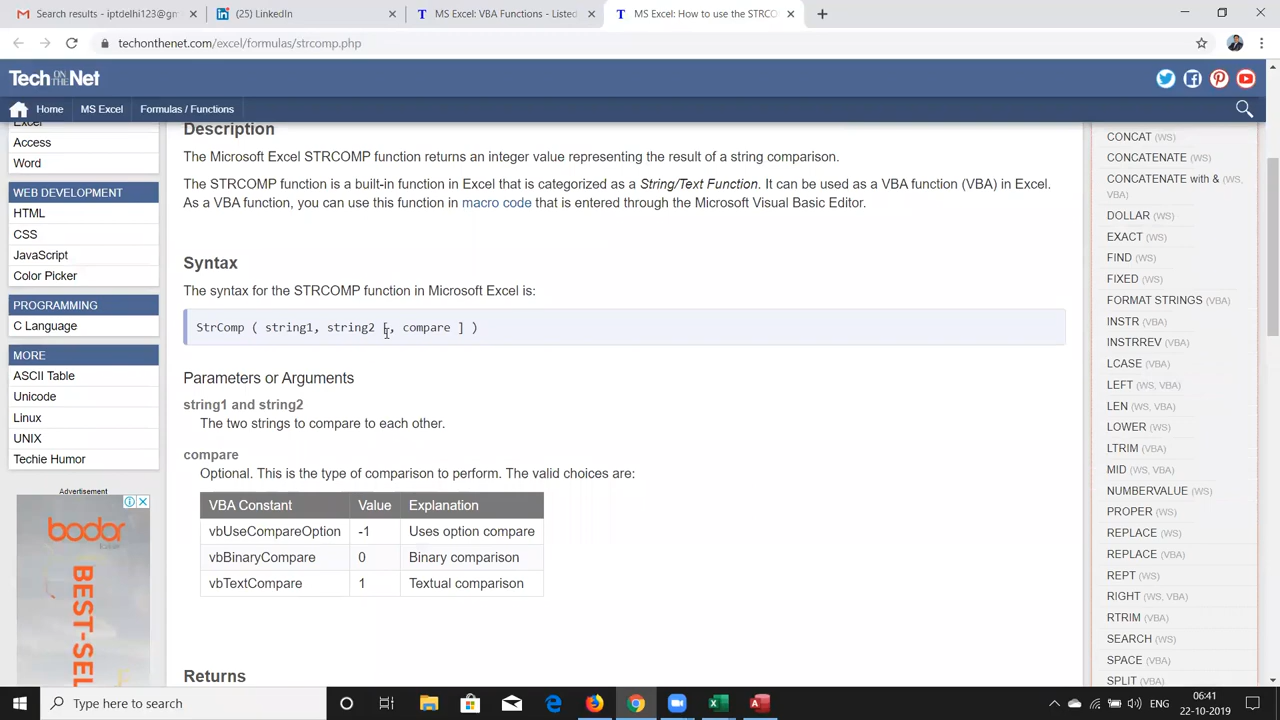 Search results - iptdelhi123@gm
(25) LinkedIn
MS Excel: VBA Functions - Listed
MS Excel: How to use the STRCO
techonthenet.com/excel/formulas/strcomp.php
Tech ON THE Net
Home
MS Excel
Formulas / Functions
Excel
Access
Word
WEB DEVELOPMENT
HTML
CSS
JavaScript
Color Picker
PROGRAMMING
C Language
MORE
ASCII Table
Unicode
Linux
UNIX
Techie Humor
Advertisement
bodor
BEST-SEL
Description
The Microsoft Excel STRCOMP function returns an integer value representing the result of a string comparison.
The STRCOMP function is a built-in function in Excel that is categorized as a String/Text Function. It can be used as a VBA function (VBA) in Excel.
As a VBA function, you can use this function in macro code that is entered through the Microsoft Visual Basic Editor.
Syntax
The syntax for the STRCOMP function in Microsoft Excel is:
StrComp ( string1, string2 [, compare ] )
Parameters or Arguments
string1 and string2
The two strings to compare to each other.
compare
Optional. This is the type of comparison to perform. The valid choices are:
VBA Constant Value Explanation
vbUseCompareOption -1 Uses option compare
vbBinaryCompare 0 Binary comparison
vbTextCompare 1 Textual comparison
Returns
CONCAT (WS)
CONCATENATE (WS)
CONCATENATE with & (WS,
VBA)
DOLLAR (WS)
EXACT (WS)
FIND (WS)
FIXED (WS)
FORMAT STRINGS (VBA)
INSTR (VBA)
INSTRREV (VBA)
LCASE (VBA)
LEFT (WS, VBA)
LEN (WS, VBA)
LOWER (WS)
LTRIM (VBA)
MID (WS, VBA)
NUMBERVALUE (WS)
PROPER (WS)
REPLACE (WS)
REPLACE (VBA)
REPT (WS)
RIGHT (WS, VBA)
RTRIM (VBA)
SEARCH (WS)
SPACE (VBA)
SPLIT (VBA)
Type here to search
ENG
06:41
22-10-2019